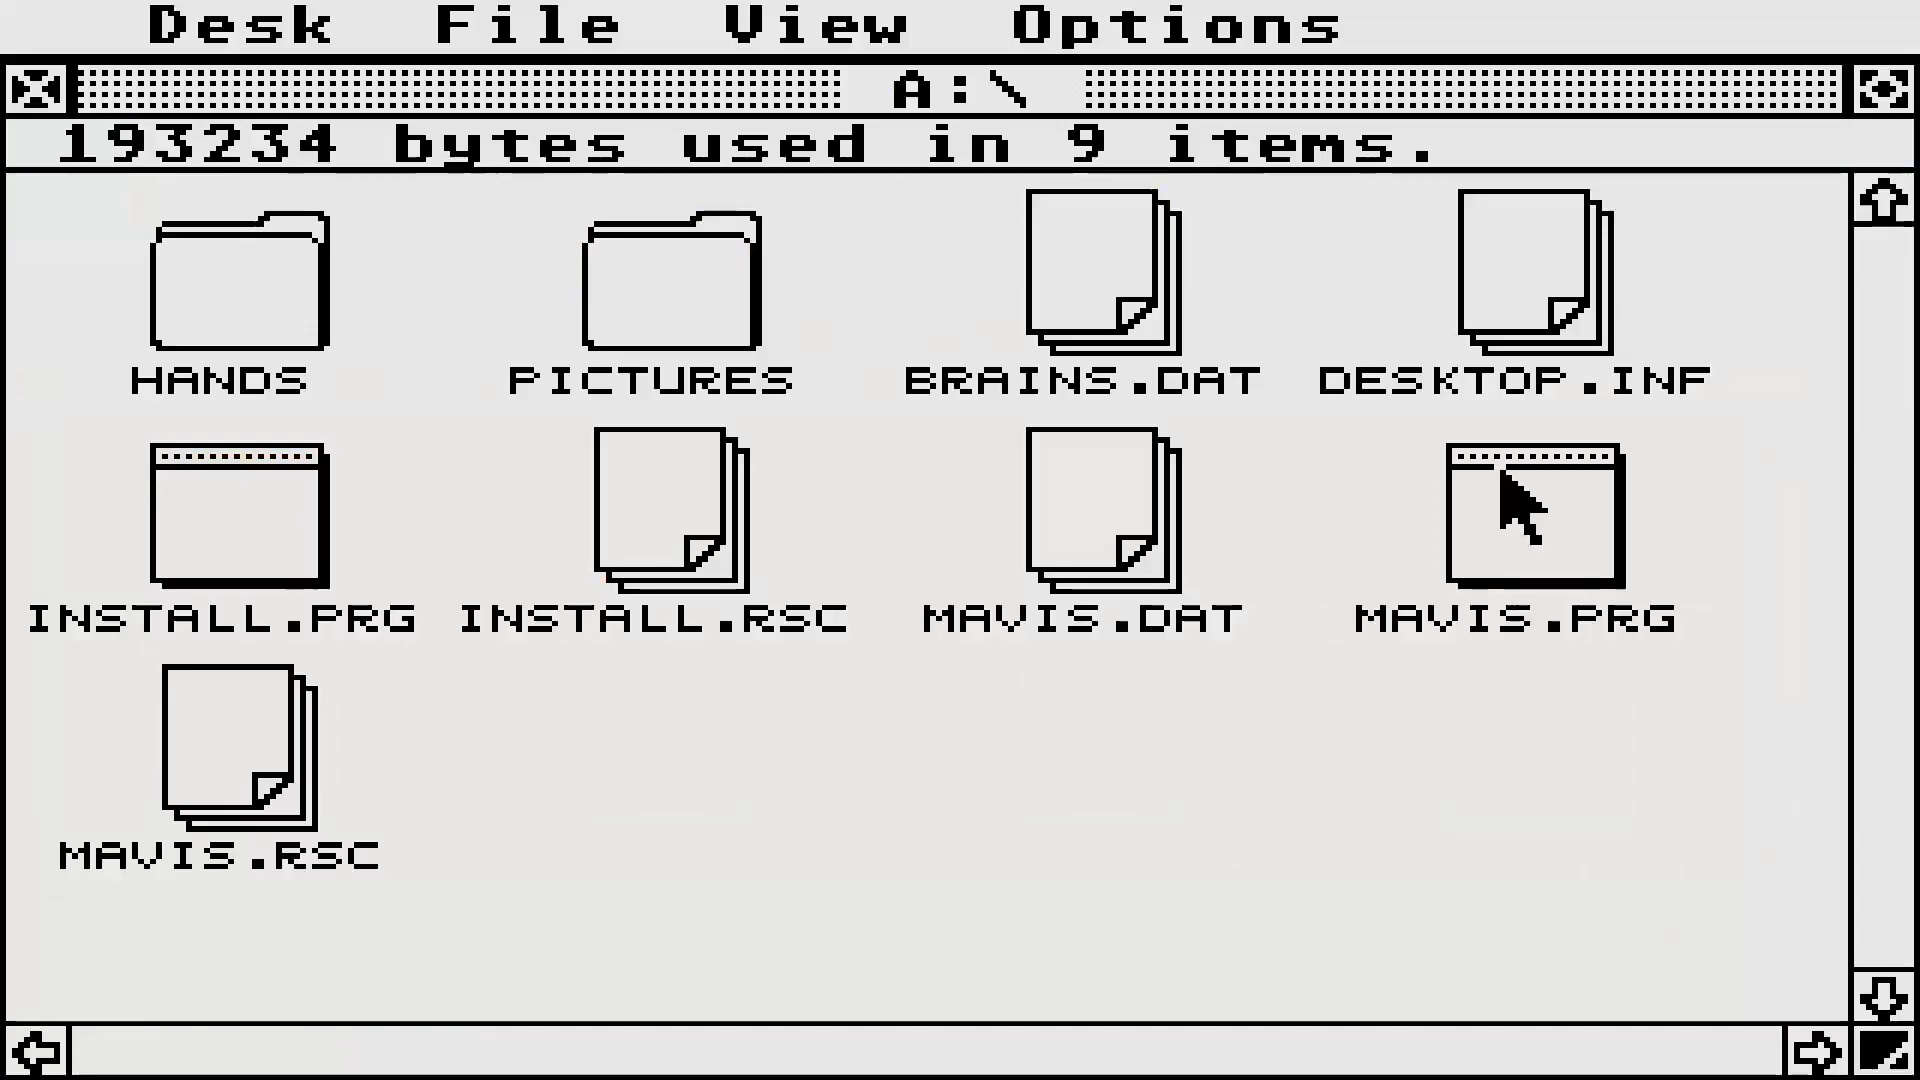 Desk File View Options
A:\
193234 bytes used in 9 items.
HANDS PICTURES BRAINS.DAT DESKTOP.INF
INSTALL.PRG INSTALL.RSC MAVIS.DAT MAVIS.PRG
MAVIS.RSC